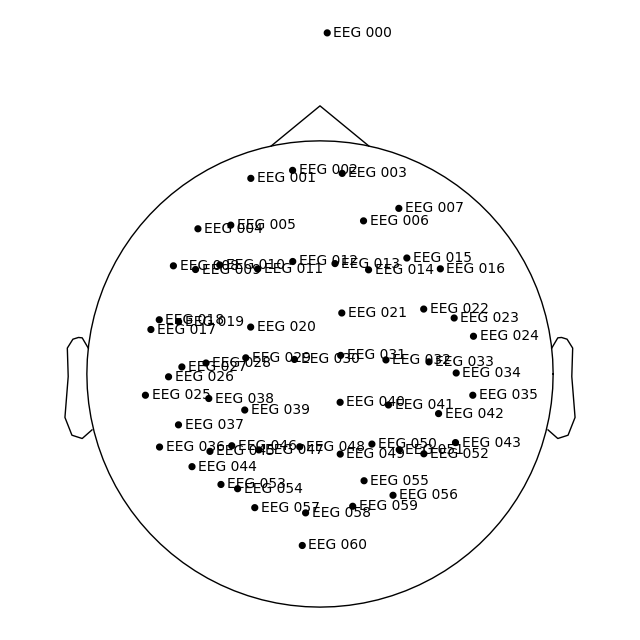 EEG 000
EEG 001
EEG 002
EEG 003
EEG 004
EEG 005
EEG 006
EEG 007
EEG 008
EEG 009
EEG 010
EEG 011
EEG 012
EEG 013
EEG 014
EEG 015
EEG 016
EEG 017
EEG 018
EEG 019
EEG 020
EEG 021
EEG 022
EEG 023
EEG 024
EEG 025
EEG 026
EEG 027
EEG 028
EEG 029
EEG 030
EEG 031
EEG 032
EEG 033
EEG 034
EEG 035
EEG 036
EEG 037
EEG 038
EEG 039
EEG 040
EEG 041
EEG 042
EEG 043
EEG 044
EEG 045
EEG 046
EEG 047
EEG 048
EEG 049
EEG 050
EEG 051
EEG 052
EEG 053
EEG 054
EEG 055
EEG 056
EEG 057
EEG 058
EEG 059
EEG 060